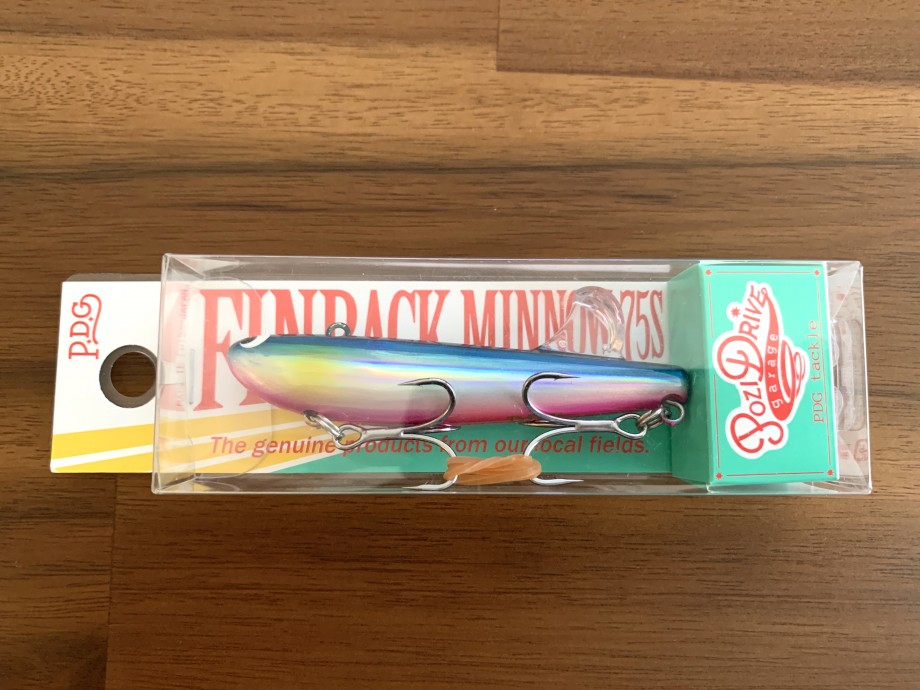 P.D.G
FINBACK MINNOW 75S
The genuine products from our local fields.
POZIDRIVE
garage
PDG tackle